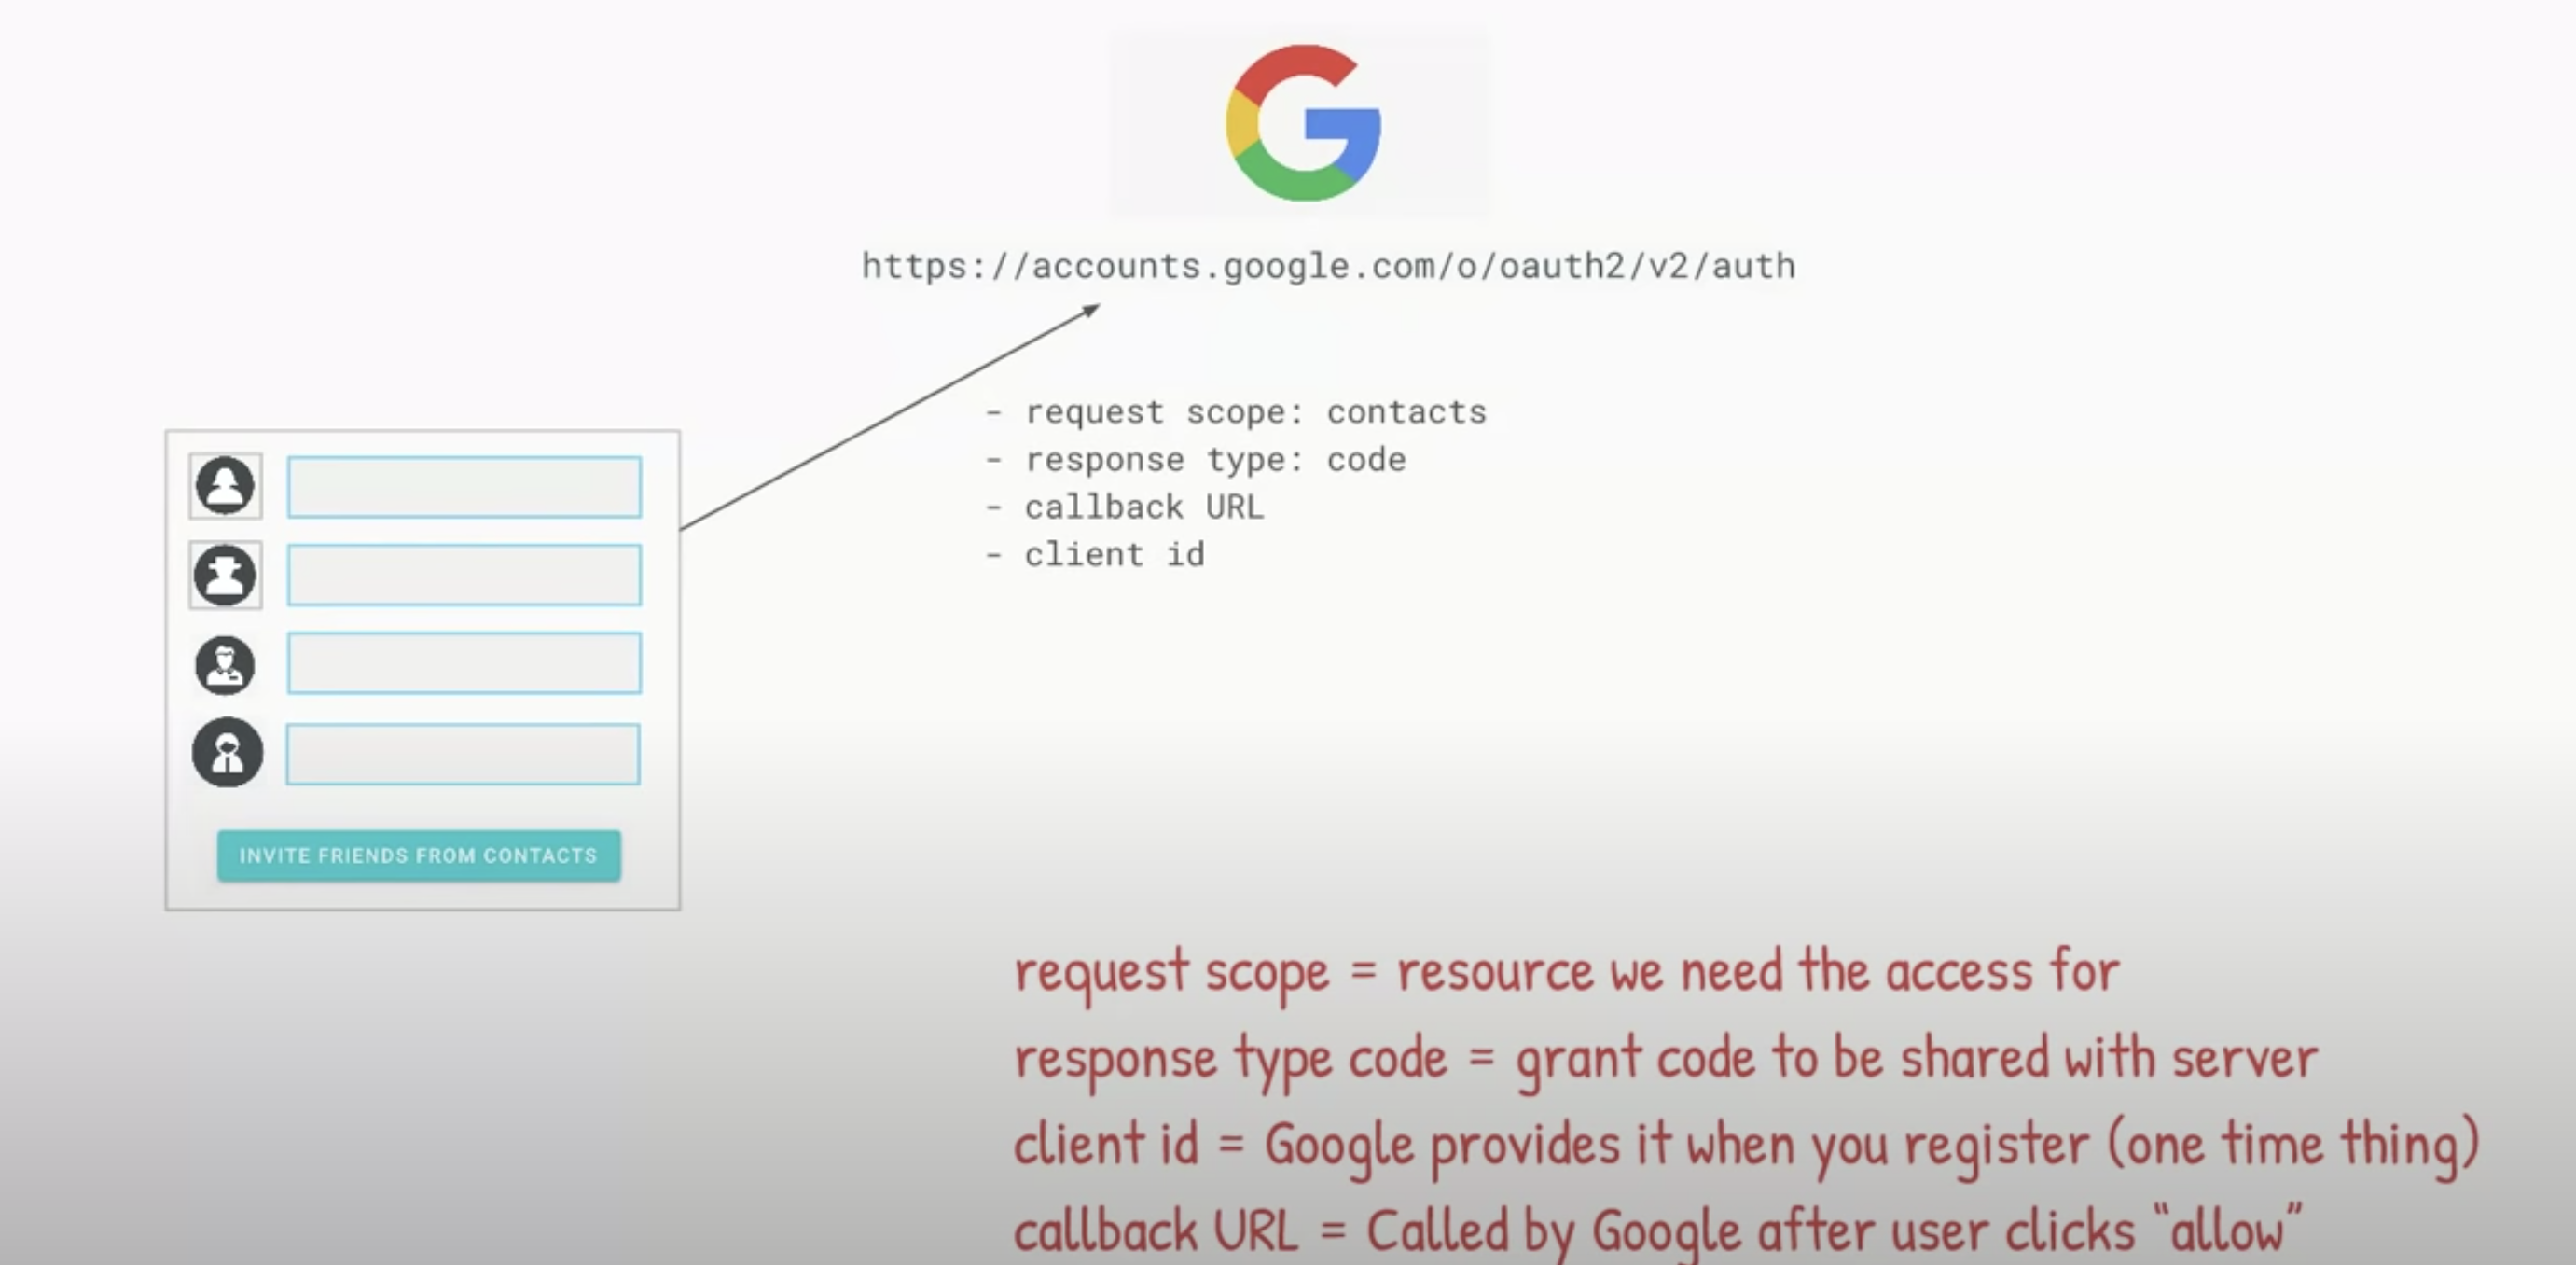 https://accounts.google.com/o/oauth2/v2/auth
- request scope: contacts
- response type: code
- callback URL
- client id
INVITE FRIENDS FROM CONTACTS
request scope = resource we need the access for
response type code = grant code to be shared with server
client id = Google provides it when you register (one time thing)
callback URL = Called by Google after user clicks “allow”